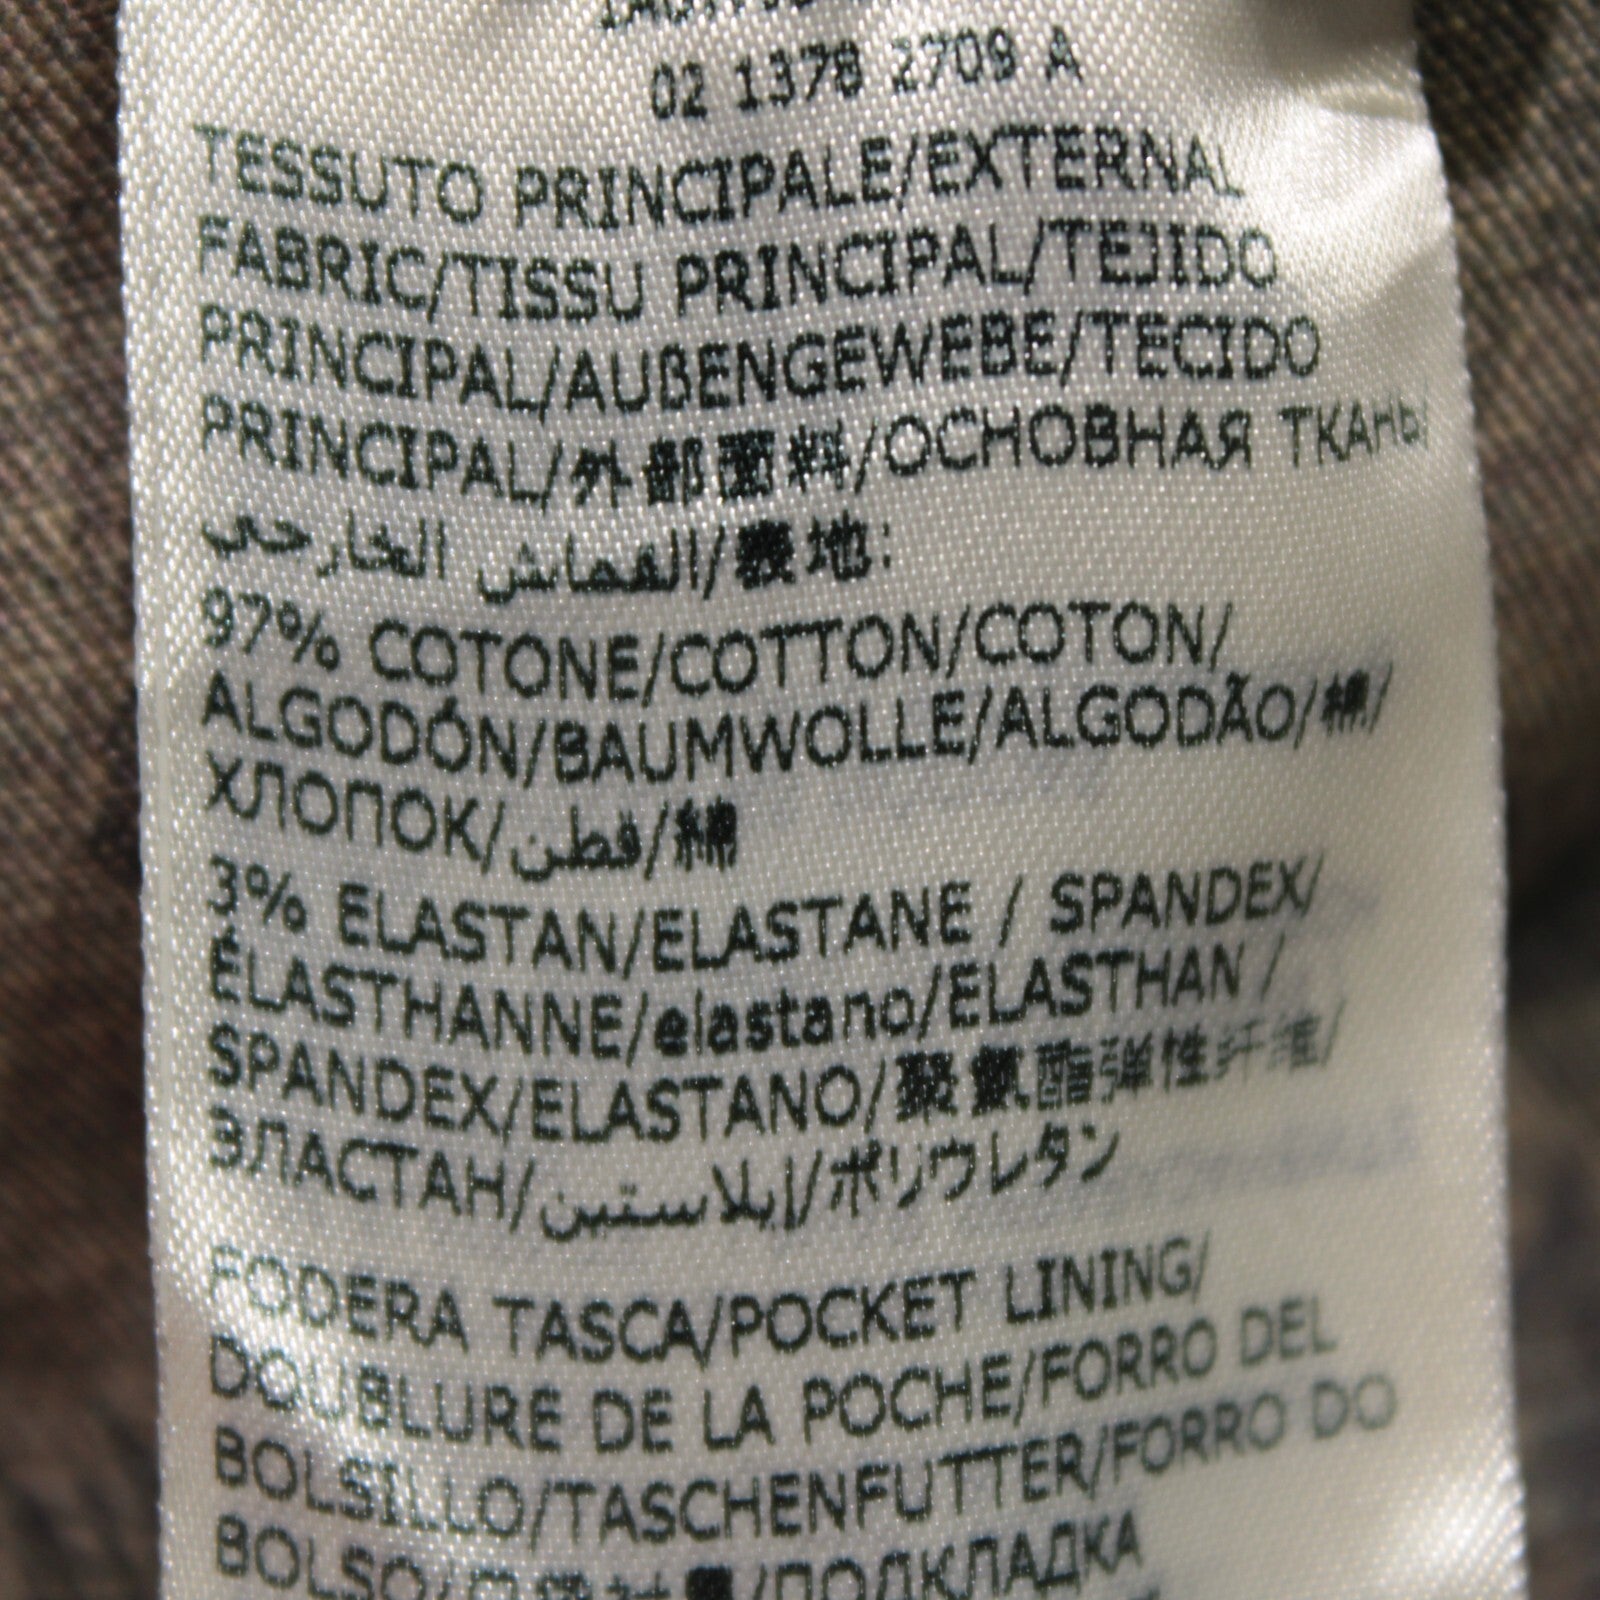 02 1378 2709 A
TESSUTO PRINCIPALE/EXTERNAL
FABRIC/TISSU PRINCIPAL/TEJIDO
PRINCIPAL/AUßENGEWEBE/TECIDO
PRINCIPAL/外部面料/ОСНОВНАЯ ТКАНЬ/
القماش الخارجي/表地:
97% COTONE/COTTON/COTON/
ALGODÓN/BAUMWOLLE/ALGODÃO/棉/
ХЛОПОК/قطن/綿
3% ELASTAN/ELASTANE / SPANDEX/
ÉLASTHANNE/elastano/ELASTHAN /
SPANDEX/ELASTANO/聚氨酯弹性纤维/
ЭЛАСТАН/إيلاستين/ポリウレタン
FODERA TASCA/POCKET LINING/
DOUBLURE DE LA POCHE/FORRO DEL
BOLSILLO/TASCHENFUTTER/FORRO DO
BOLSO/ /ПОДКЛАДКА